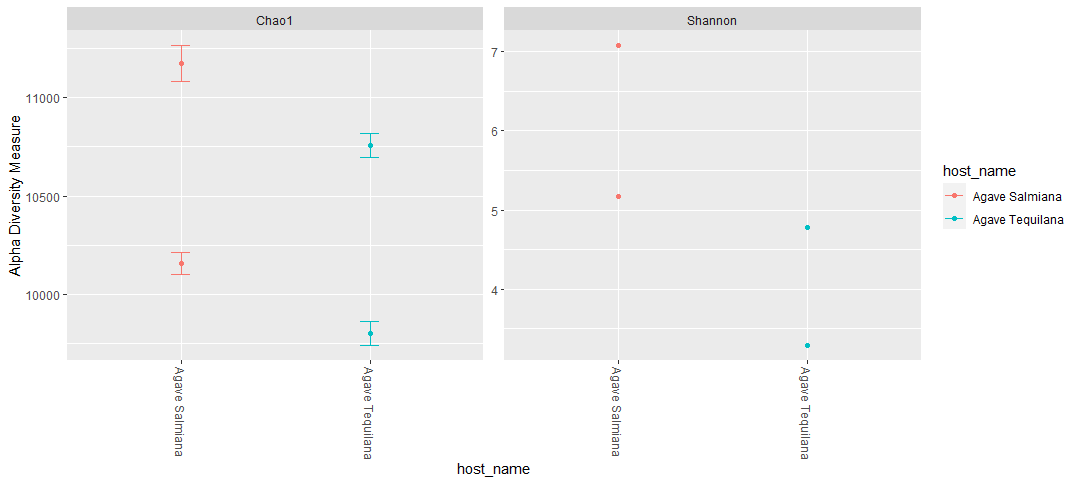 Chao1
Shannon
Alpha Diversity Measure
11000
10500
10000
7
6
5
4
Agave Salmiana
Agave Tequilana
Agave Salmiana
Agave Tequilana
host_name
host_name
Agave Salmiana
Agave Tequilana